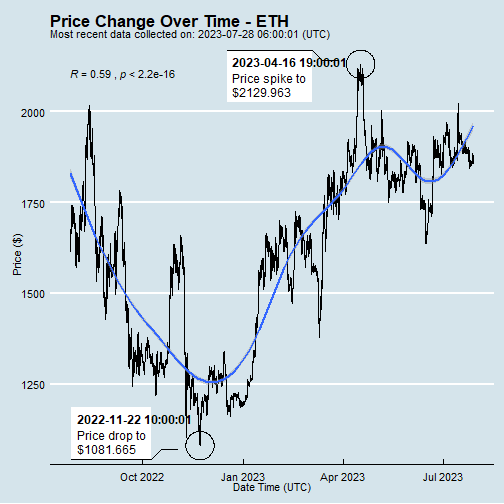 Price Change Over Time - ETH
Most recent data collected on: 2023-07-28 06:00:01 (UTC)
R = 0.59 , p < 2.2e-16
2023-04-16 19:00:01
Price spike to
$2129.963
2000
1750
1500
1250
Price ($)
2022-11-22 10:00:01
Price drop to
$1081.665
Oct 2022
Jan 2023
Apr 2023
Jul 2023
Date Time (UTC)